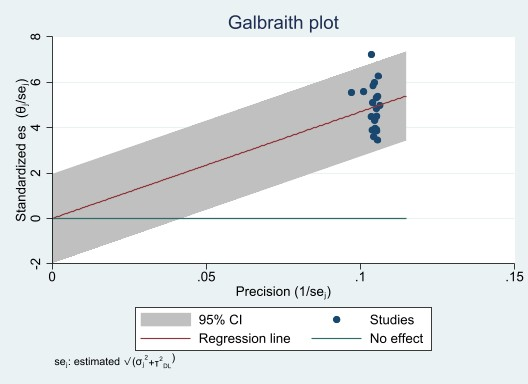 Galbraith plot
Standardized es (θj/sej)
8
6
4
2
0
-2
0 .05 .1 .15
Precision (1/sej)
95% CI Studies
Regression line No effect
sej: estimated √(σj²+τ²DL)